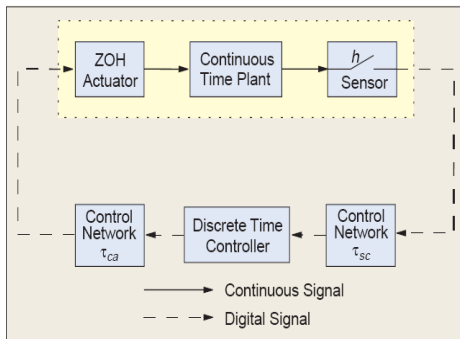 ZOH
Actuator
Continuous
Time Plant
h
Sensor
Control
Network
τca
Discrete Time
Controller
Control
Network
τsc
Continuous Signal
Digital Signal